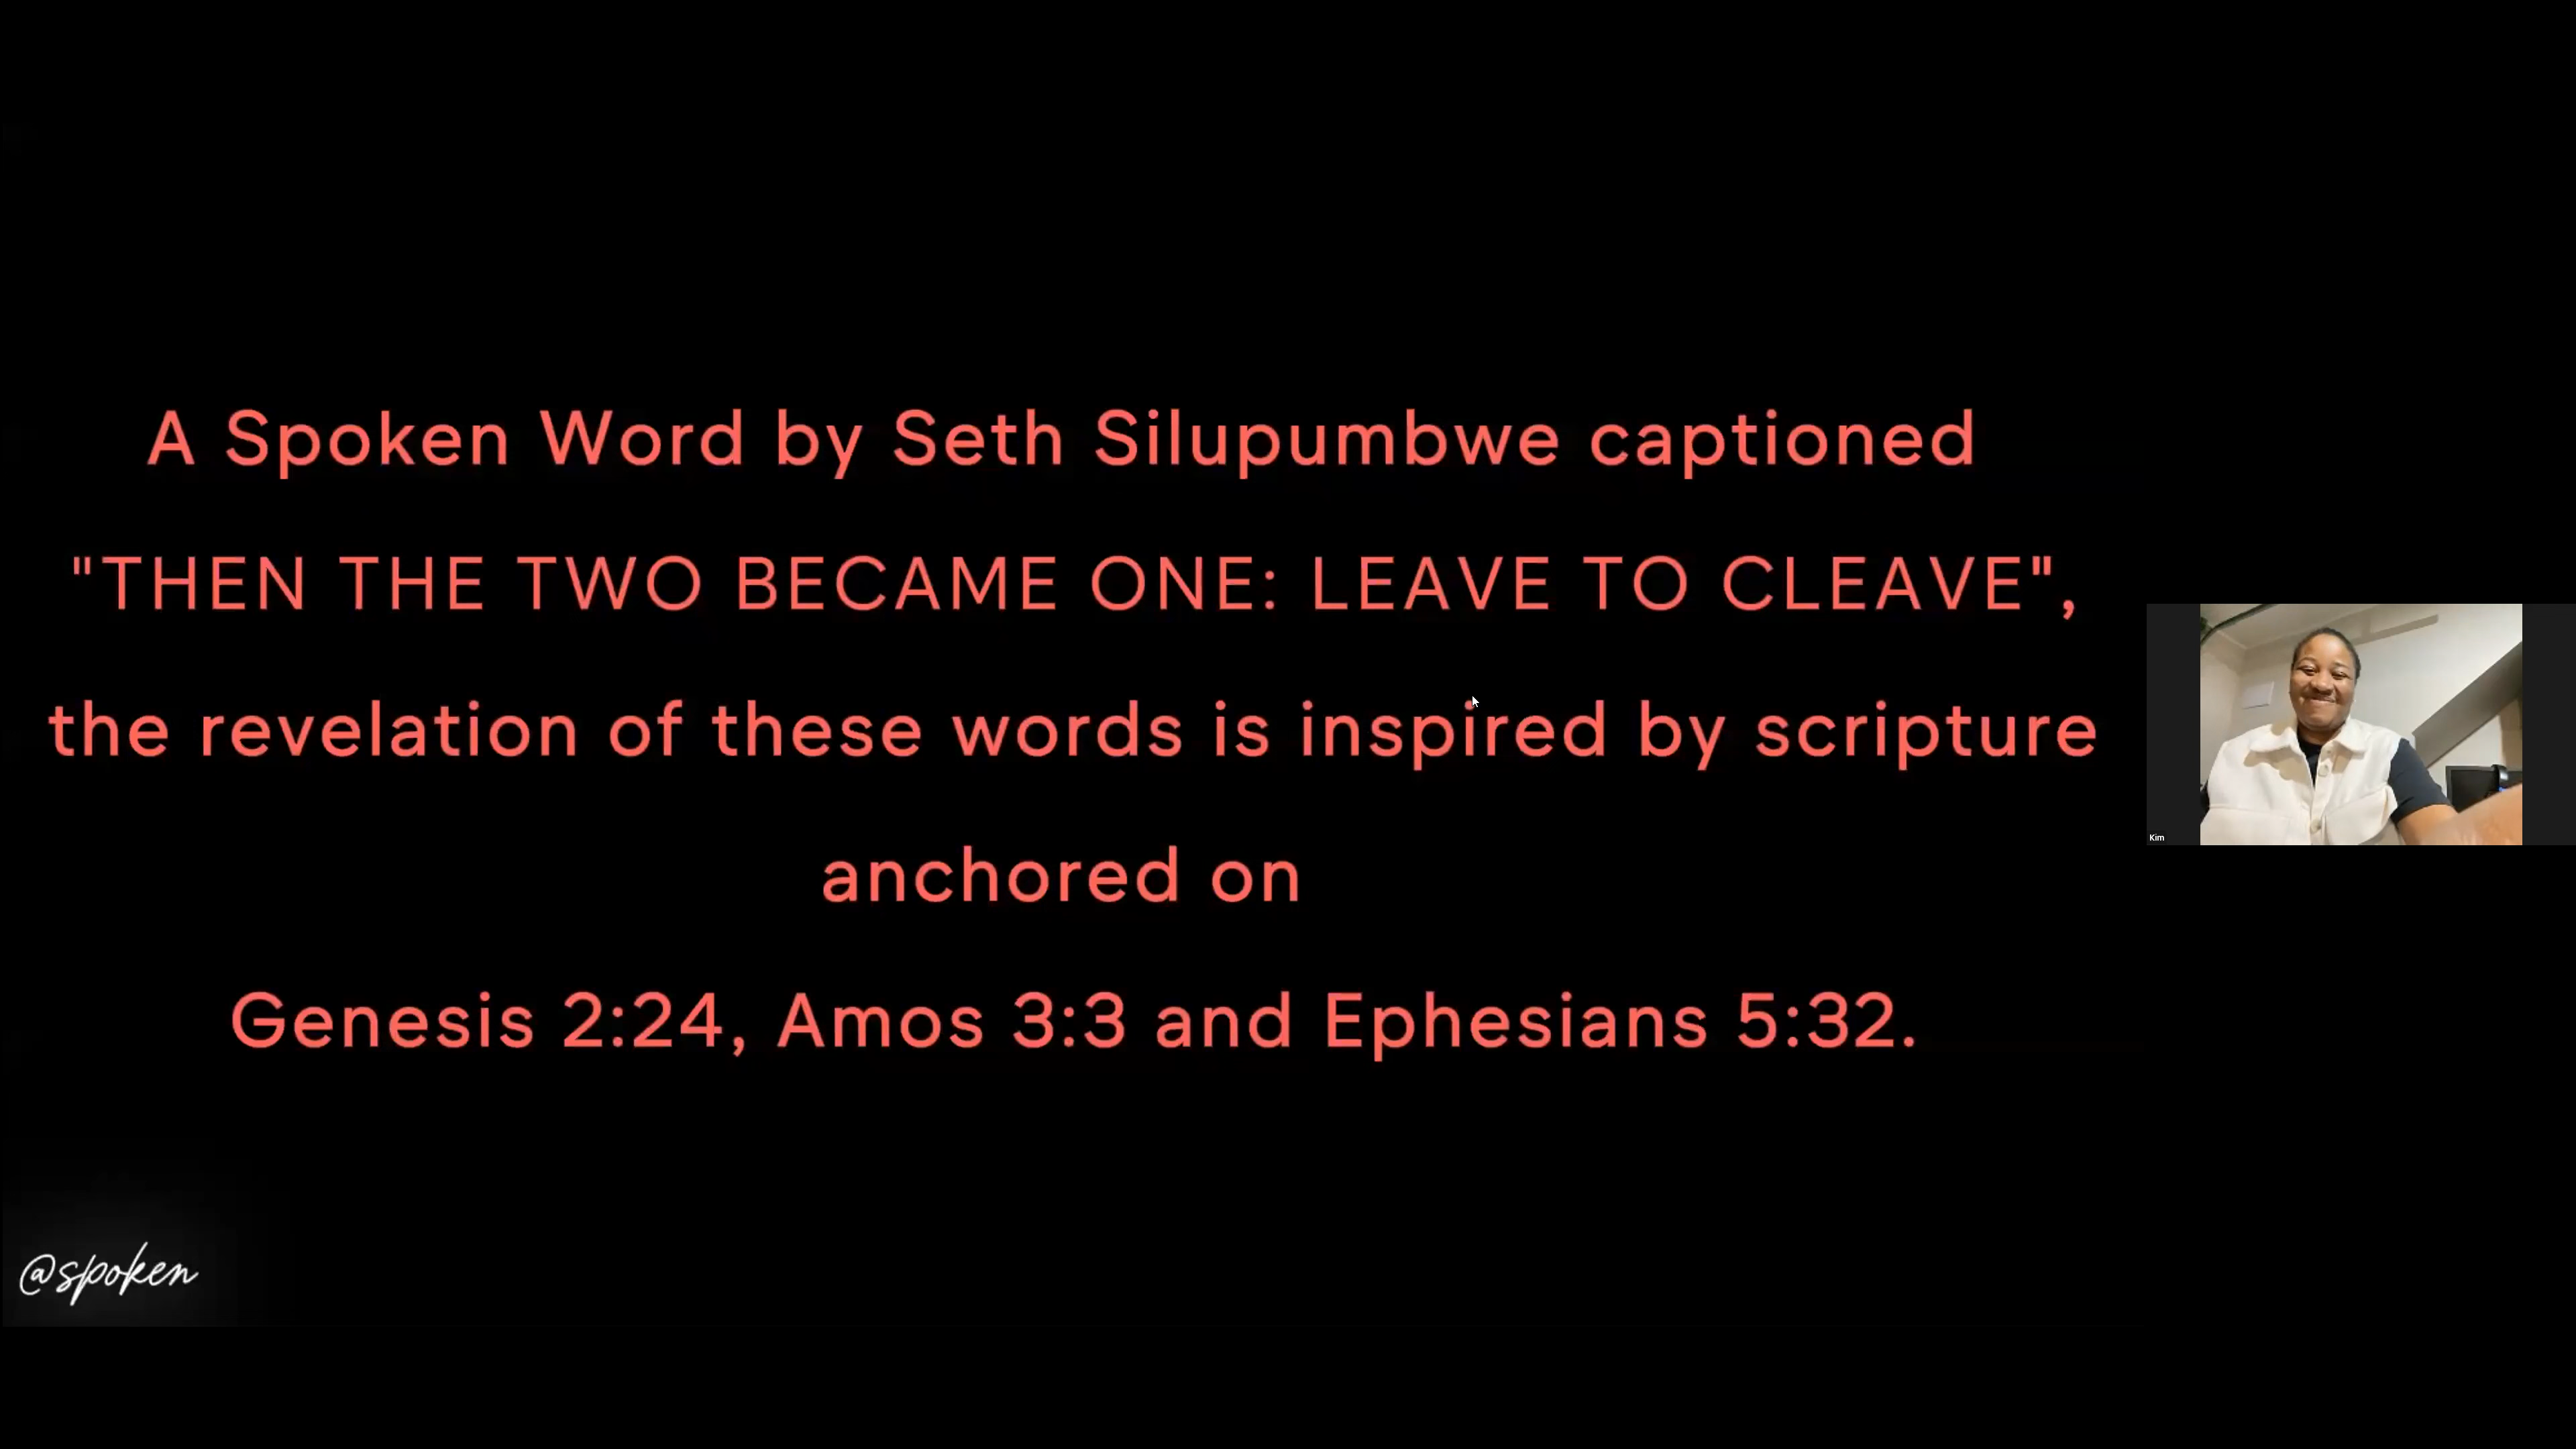 A Spoken Word by Seth Silupumbwe captioned
"THEN THE TWO BECAME ONE: LEAVE TO CLEAVE",
the revelation of these words is inspired by scripture
anchored on
Genesis 2:24, Amos 3:3 and Ephesians 5:32.
Kim
@spoken